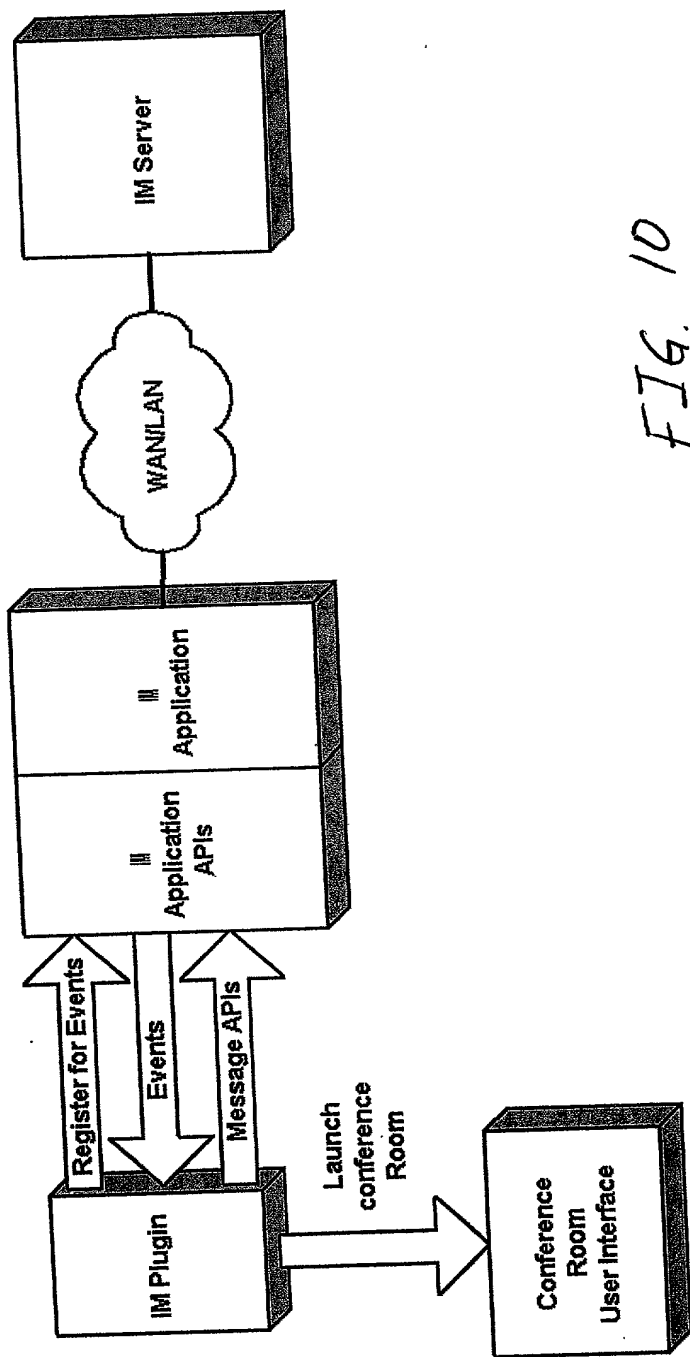 IM Plugin
Register for Events
Events
Message APIs
IM
Application
APIs
IM
Application
WAN/LAN
IM Server
Launch
conference
Room
Conference
Room
User Interface
FIG. 10